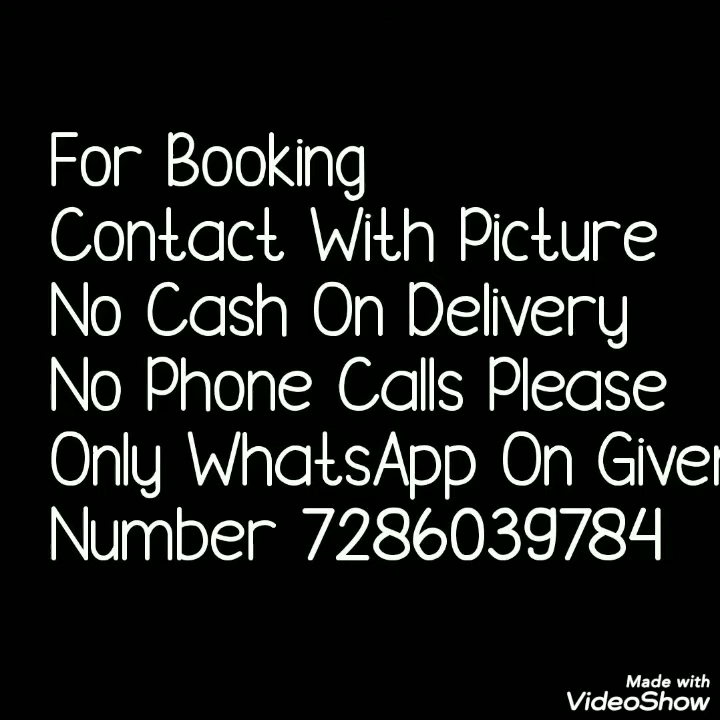 For Booking
Contact With Picture
No Cash On Delivery
No Phone Calls Please
Only WhatsApp On Given
Number 7286039784
Made with
VideoShow